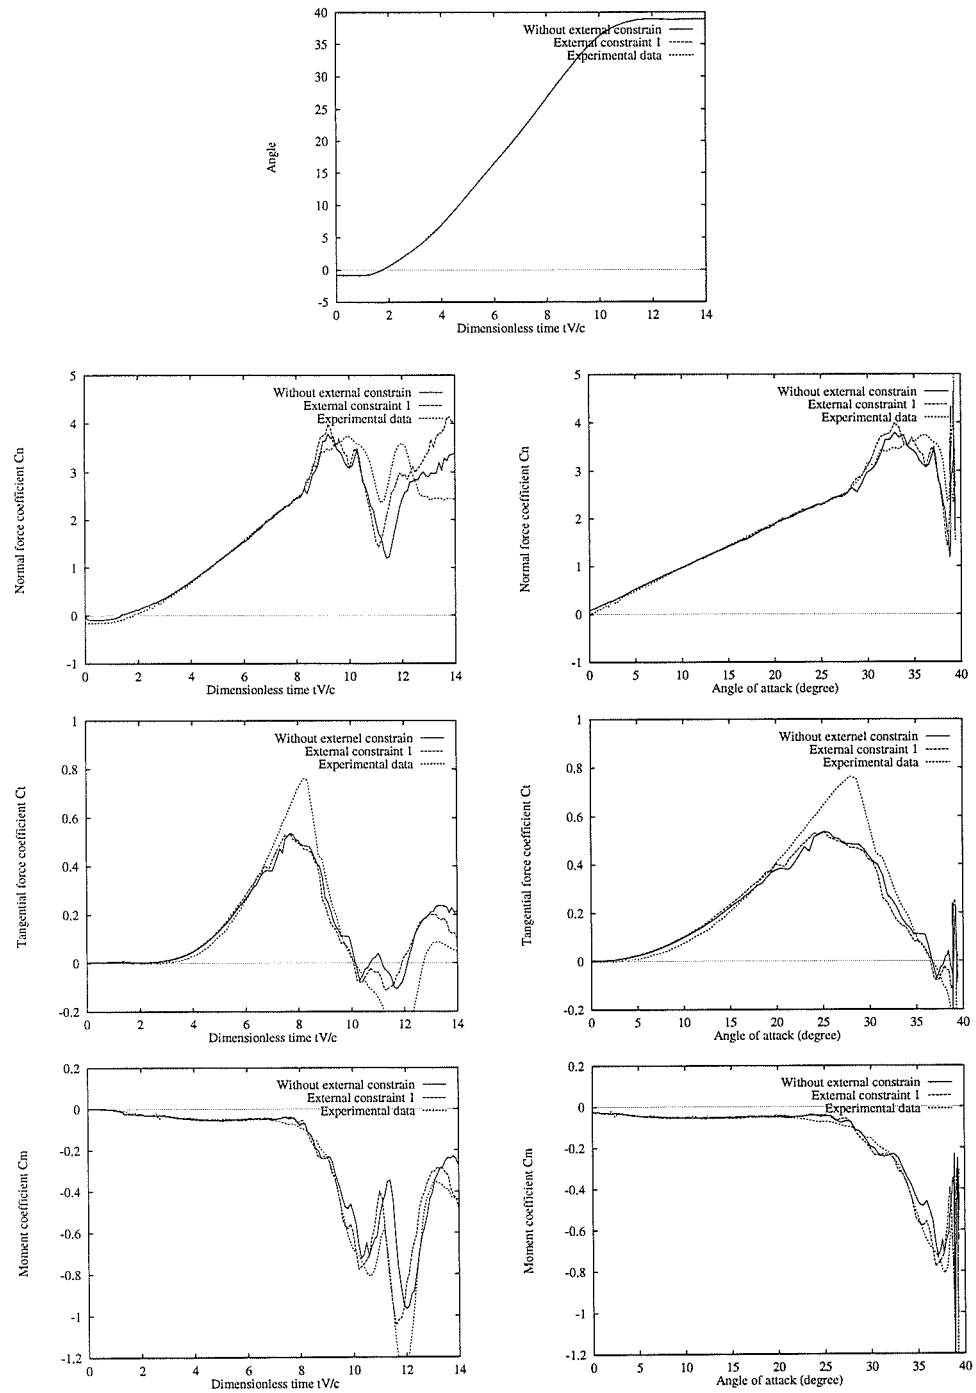 40
35
30
25
20
15
10
5
0
-5
Angle
Without external constrain
External constraint 1
Experimental data
0 2 4 6 8 10 12 14
Dimensionless time tV/c
5
4
3
2
1
0
-1
Normal force coefficient Cn
Without external constrain
External constraint 1
Experimental data
0 2 4 6 8 10 12 14
Dimensionless time tV/c
5
4
3
2
1
0
-1
Normal force coefficient Cn
Without external constrain
External constraint 1
Experimental data
0 5 10 15 20 25 30 35 40
Angle of attack (degree)
1
0.8
0.6
0.4
0.2
0
-0.2
Tangential force coefficient Ct
Without externel constrain
External constraint 1
Experimental data
0 2 4 6 8 10 12 14
Dimensionless time tV/c
1
0.8
0.6
0.4
0.2
0
-0.2
Tangential force coefficient Ct
Without externel constrain
External constraint 1
Experimental data
0 5 10 15 20 25 30 35 40
Angle of attack (degree)
0.2
0
-0.2
-0.4
-0.6
-0.8
-1
-1.2
Moment coefficient Cm
Without external constrain
External constraint 1
Experimental data
0 2 4 6 8 10 12 14
Dimensionless time tV/c
0.2
0
-0.2
-0.4
-0.6
-0.8
-1
-1.2
Moment coefficient Cm
Without external constrain
External constraint 1
Experimental data
0 5 10 15 20 25 30 35 40
Angle of attack (degree)